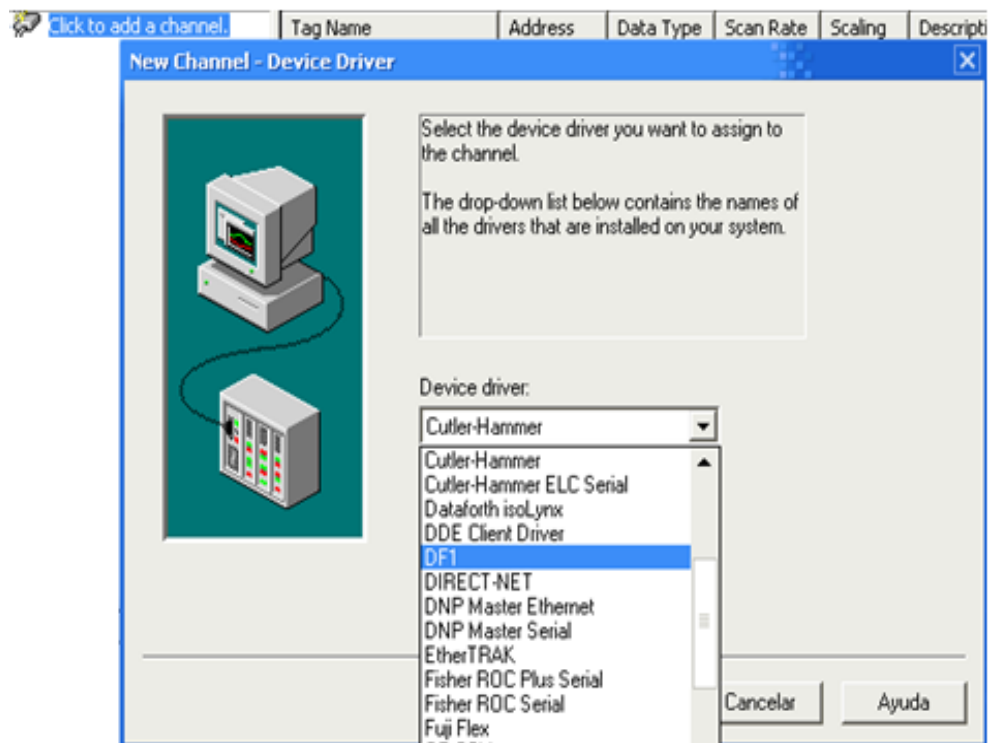 Click to add a channel.
Tag Name Address Data Type Scan Rate Scaling Descripti
New Channel - Device Driver
Select the device driver you want to assign to
the channel.
The drop-down list below contains the names of
all the drivers that are installed on your system.
Device driver:
Cutler-Hammer
Cutler-Hammer
Cutler-Hammer ELC Serial
Dataforth isoLynx
DDE Client Driver
DF1
DIRECT-NET
DNP Master Ethernet
DNP Master Serial
EtherTRAK
Fisher ROC Plus Serial
Fisher ROC Serial
Fuji Flex
Cancelar Ayuda